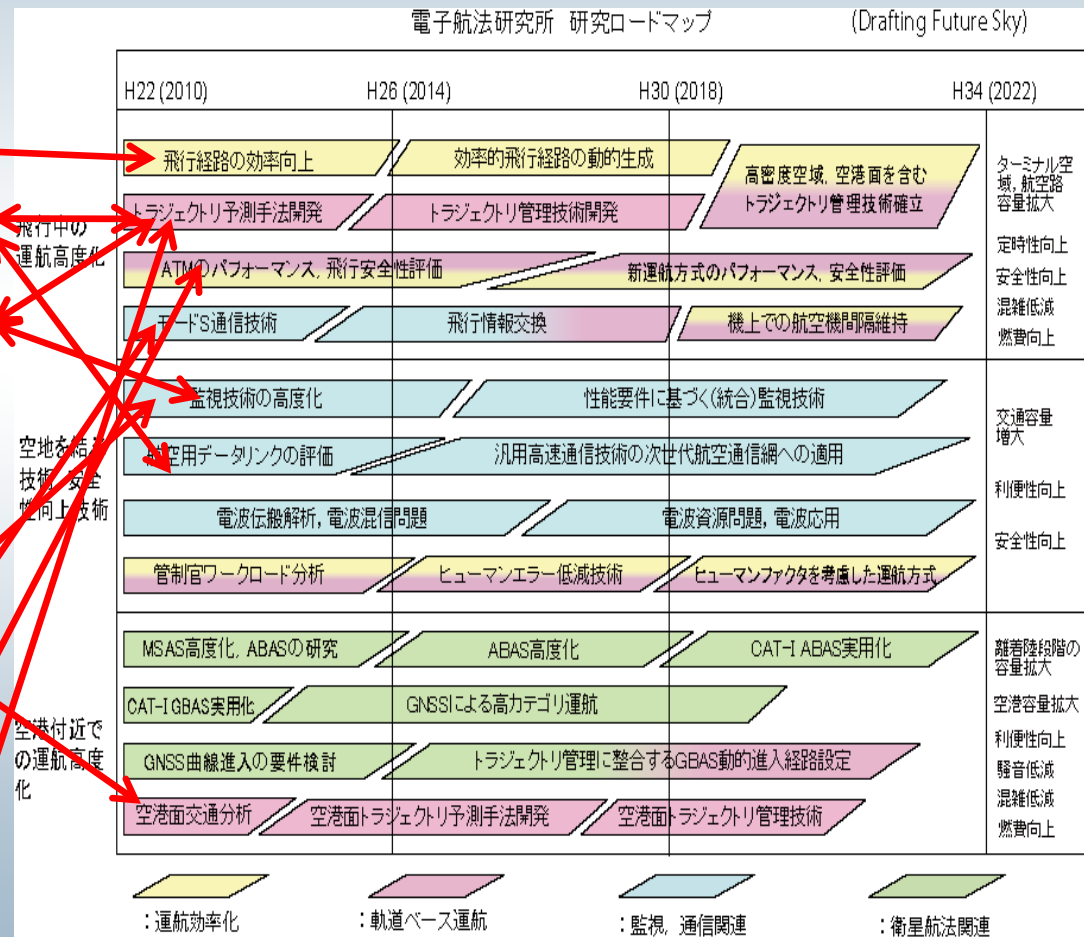 電子航法研究所 研究ロードマップ (Drafting Future Sky)
H22 (2010) H26 (2014) H30 (2018) H34 (2022)
飛行中の
運航高度化
飛行経路の効率向上 効率的飛行経路の動的生成
高密度空域, 空港面を含む
トラジェクトリ管理技術確立
トラジェクトリ予測手法開発 トラジェクトリ管理技術開発
ATMのパフォーマンス, 飛行安全性評価 新運航方式のパフォーマンス, 安全性評価
モードS通信技術 飛行情報交換 機上での航空機間隔維持
ターミナル空
域, 航空路
容量拡大
定時性向上
安全性向上
混雑低減
燃費向上
空地を結ぶ
技術, 安全
性向上技術
監視技術の高度化 性能要件に基づく(統合)監視技術
航空用データリンクの評価 汎用高速通信技術の次世代航空通信網への適用
電波伝搬解析, 電波混信問題 電波資源問題, 電波応用
管制官ワークロード分析 ヒューマンエラー低減技術 ヒューマンファクタを考慮した運航方式
交通容量
増大
利便性向上
安全性向上
空港付近で
の運航高度
化
MSAS高度化, ABASの研究 ABAS高度化 CAT-I ABAS実用化
CAT-I GBAS実用化 GNSSによる高カテゴリ運航
GNSS曲線進入の要件検討 トラジェクトリ管理に整合するGBAS動的進入経路設定
空港面交通分析 空港面トラジェクトリ予測手法開発 空港面トラジェクトリ管理技術
離着陸段階の
容量拡大
空港容量拡大
利便性向上
騒音低減
混雑低減
燃費向上
：運航効率化 ：軌道ベース運航 ：監視, 通信関連 ：衛星航法関連